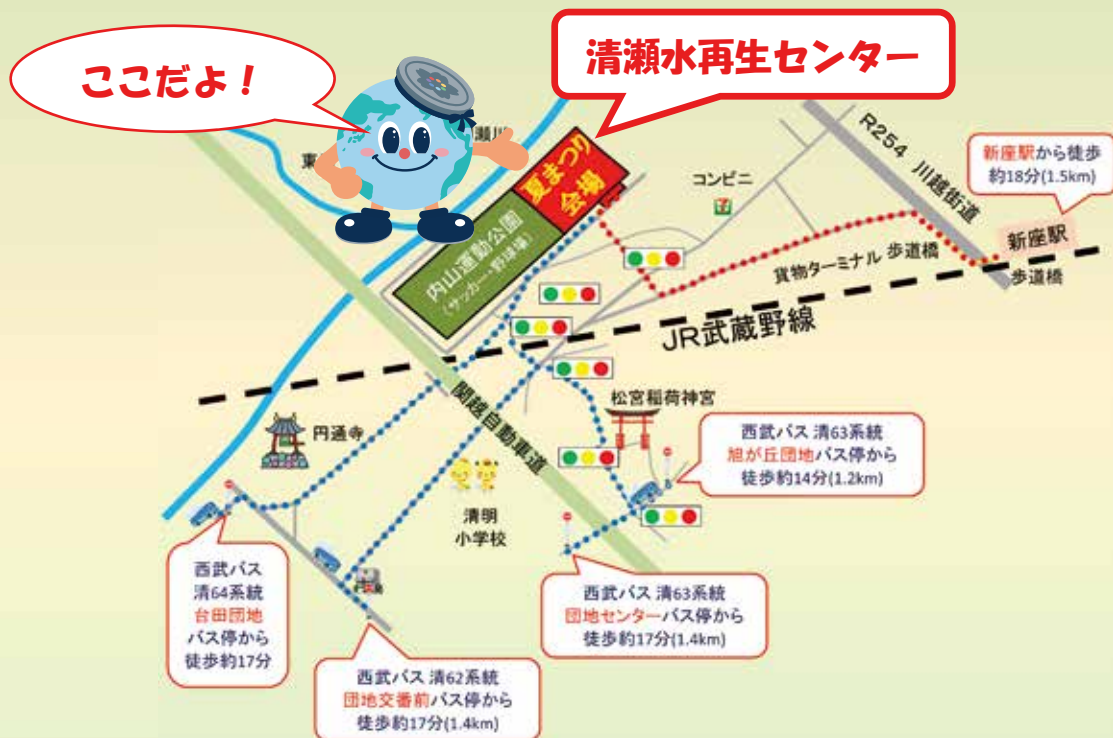 ここだよ！
清瀬水再生センター
瀬川
東
夏まつり
会場
内山運動公園
(サッカー・野球場)
コンビニ
R254 川越街道
新座駅から徒歩
約18分(1.5km)
新座駅
歩道橋
貨物ターミナル 歩道橋
JR武蔵野線
関越自動車道
円通寺
松宮稲荷神宮
西武バス 清63系統
旭が丘団地バス停から
徒歩約14分(1.2km)
清明
小学校
西武バス
清64系統
台田団地
バス停から
徒歩約17分
西武バス 清63系統
団地センターバス停から
徒歩約17分(1.4km)
西武バス 清62系統
団地交番前バス停から
徒歩約17分(1.4km)